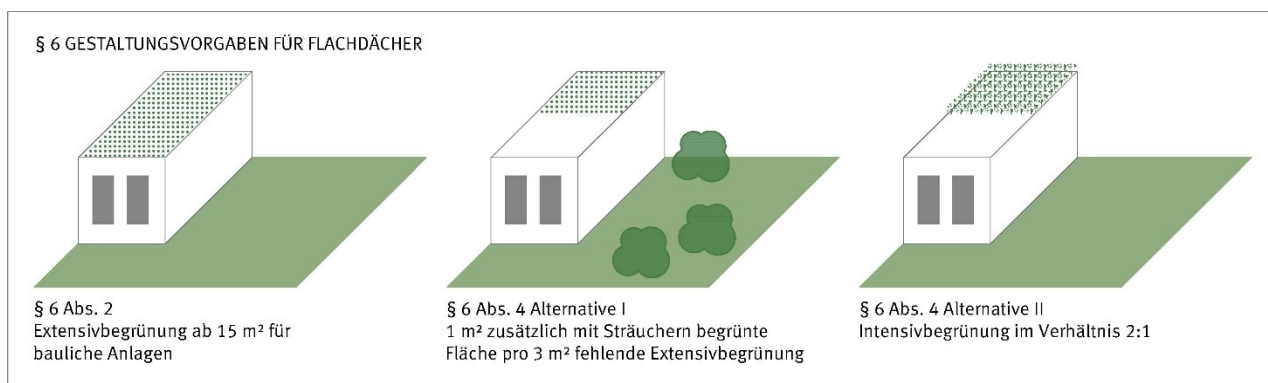 § 6 GESTALTUNGSVORGABEN FÜR FLACHDÄCHER
§ 6 Abs. 2
Extensivbegrünung ab 15 m² für
bauliche Anlagen
§ 6 Abs. 4 Alternative I
1 m² zusätzlich mit Sträuchern begrünte
Fläche pro 3 m² fehlende Extensivbegrünung
§ 6 Abs. 4 Alternative II
Intensivbegrünung im Verhältnis 2:1